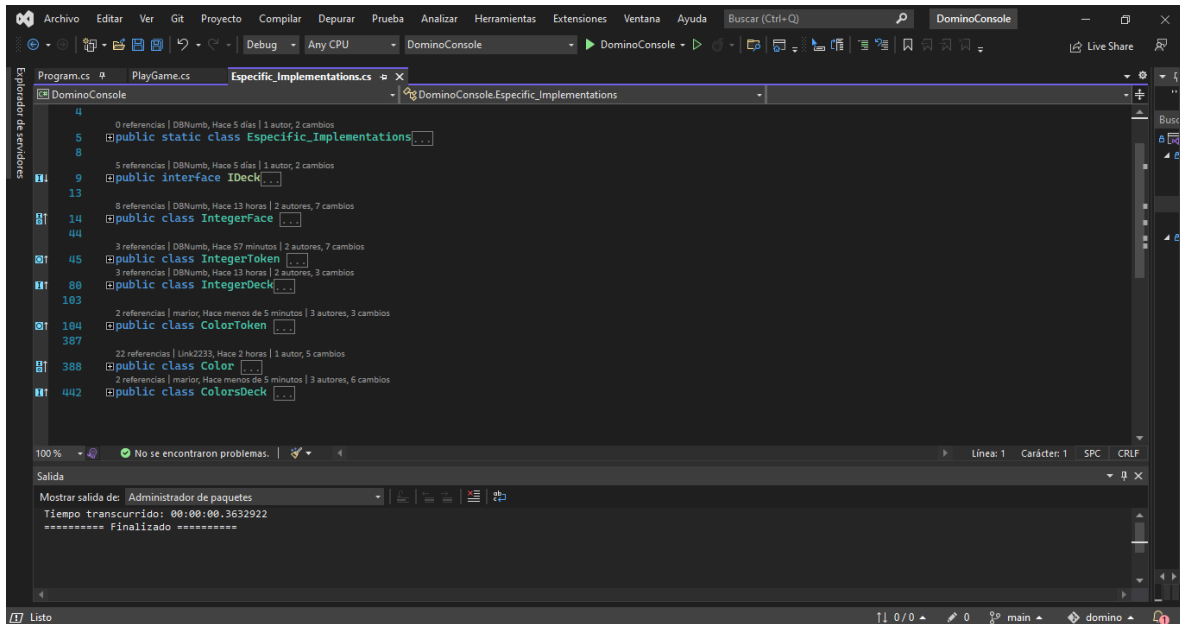 Archivo Editar Ver Git Proyecto Compilar Depurar Prueba Analizar Herramientas Extensiones Ventana Ayuda Buscar (Ctrl+Q) DominoConsole
Debug Any CPU DominoConsole DominoConsole Live Share
Explorador de servidores
Program.cs PlayGame.cs Especific_Implementations.cs
DominoConsole DominoConsole.Especific_Implementations
4
0 referencias | DBNumb, Hace 5 días | 1 autor, 2 cambios
5 public static class Especific_Implementations...
8
5 referencias | DBNumb, Hace 5 días | 1 autor, 2 cambios
9 public interface IDeck...
13
8 referencias | DBNumb, Hace 13 horas | 2 autores, 7 cambios
14 public class IntegerFace ...
44
3 referencias | DBNumb, Hace 57 minutos | 2 autores, 7 cambios
45 public class IntegerToken ...
3 referencias | DBNumb, Hace 13 horas | 2 autores, 3 cambios
80 public class IntegerDeck...
103
2 referencias | marior, Hace menos de 5 minutos | 3 autores, 3 cambios
104 public class ColorToken ...
387
22 referencias | Link2233, Hace 2 horas | 1 autor, 5 cambios
388 public class Color ...
2 referencias | marior, Hace menos de 5 minutos | 3 autores, 6 cambios
442 public class ColorsDeck ...
100 % No se encontraron problemas. Línea: 1 Carácter: 1 SPC CRLF
Salida
Mostrar salida de: Administrador de paquetes
Tiempo transcurrido: 00:00:00.3632922
========== Finalizado ==========
Listo 0 / 0 0 main domino 1